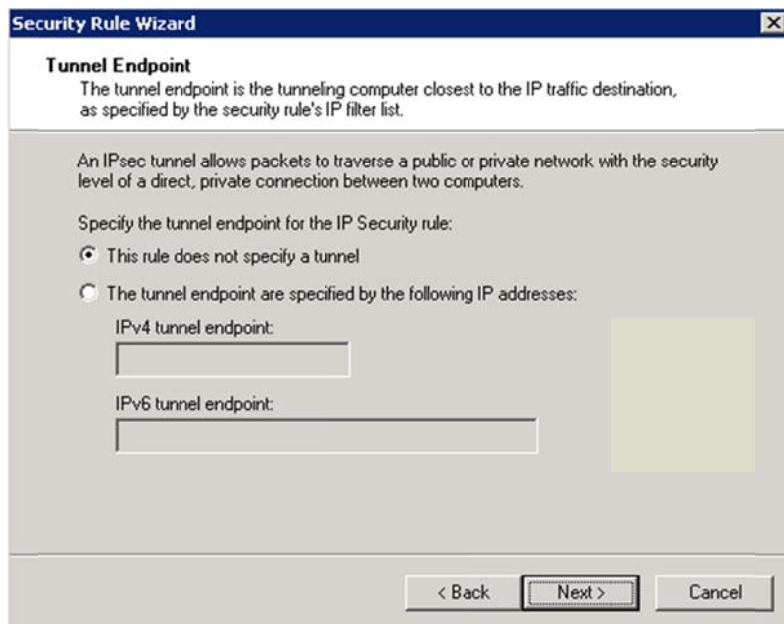 Security Rule Wizard
Tunnel Endpoint
The tunnel endpoint is the tunneling computer closest to the IP traffic destination,
as specified by the security rule's IP filter list.
An IPsec tunnel allows packets to traverse a public or private network with the security
level of a direct, private connection between two computers.
Specify the tunnel endpoint for the IP Security rule:
This rule does not specify a tunnel
The tunnel endpoint are specified by the following IP addresses:
IPv4 tunnel endpoint:
IPv6 tunnel endpoint:
< Back Next > Cancel